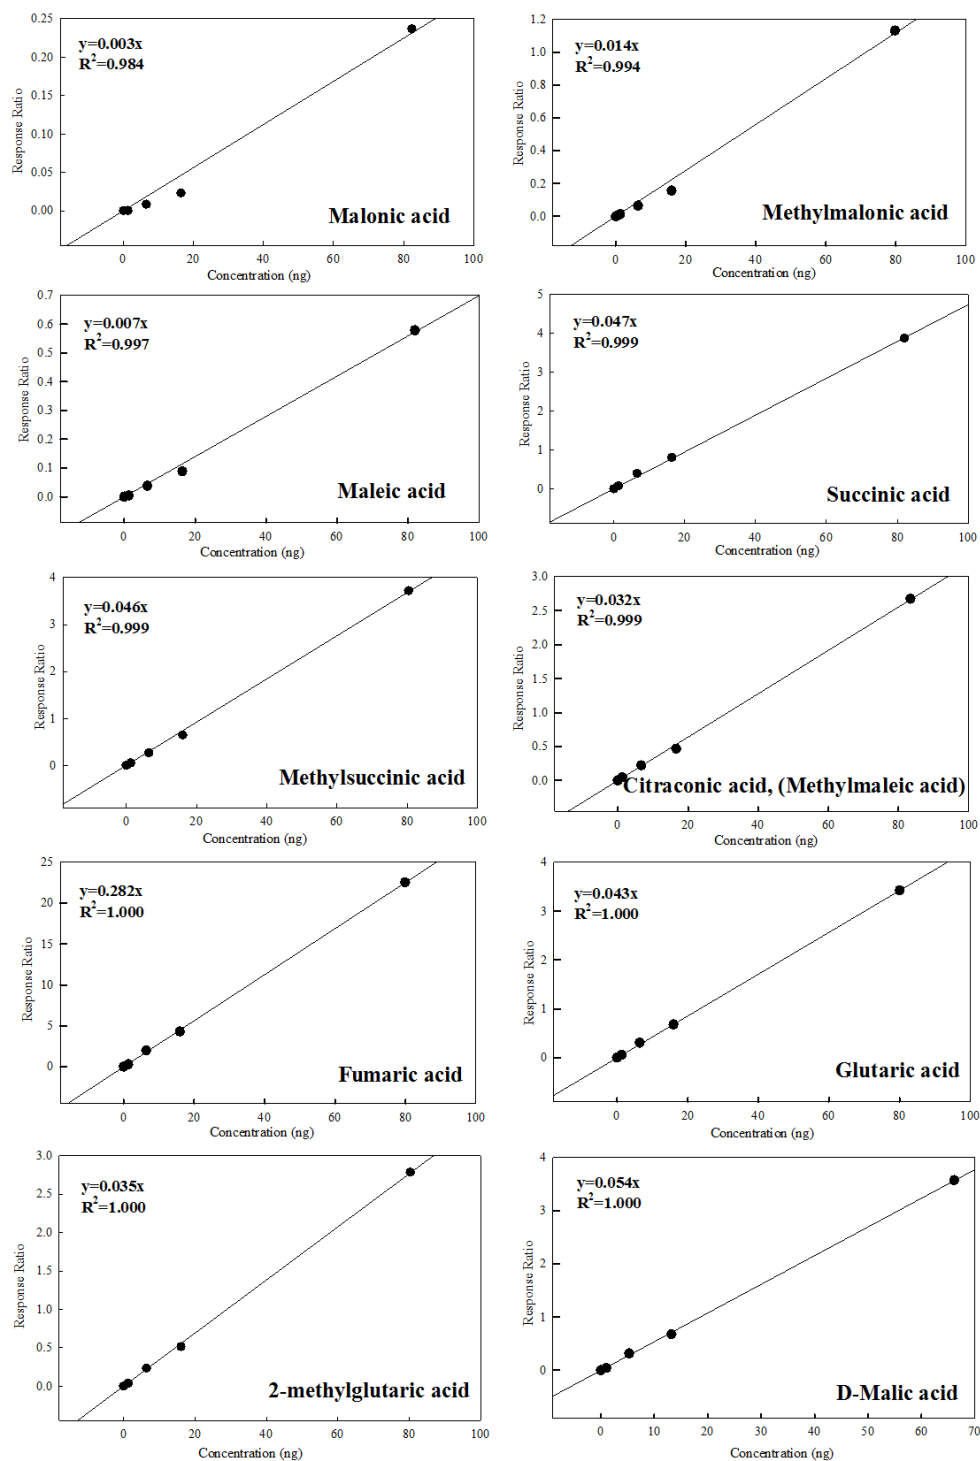 y=0.003x
R²=0.984
Response Ratio
0.25
0.20
0.15
0.10
0.05
0.00
Malonic acid
0 20 40 60 80 100
Concentration (ng)
y=0.014x
R²=0.994
Response Ratio
1.2
1.0
0.8
0.6
0.4
0.2
0.0
Methylmalonic acid
0 20 40 60 80 100
Concentration (ng)
y=0.007x
R²=0.997
Response Ratio
0.7
0.6
0.5
0.4
0.3
0.2
0.1
0.0
Maleic acid
0 20 40 60 80 100
Concentration (ng)
y=0.047x
R²=0.999
Response Ratio
5
4
3
2
1
0
Succinic acid
0 20 40 60 80 100
Concentration (ng)
y=0.046x
R²=0.999
Response Ratio
4
3
2
1
0
Methylsuccinic acid
0 20 40 60 80 100
Concentration (ng)
y=0.032x
R²=0.999
Response Ratio
3.0
2.5
2.0
1.5
1.0
0.5
0.0
Citraconic acid, (Methylmaleic acid)
0 20 40 60 80 100
Concentration (ng)
y=0.282x
R²=1.000
Response Ratio
25
20
15
10
5
0
Fumaric acid
0 20 40 60 80 100
Concentration (ng)
y=0.043x
R²=1.000
Response Ratio
4
3
2
1
0
Glutaric acid
0 20 40 60 80 100
Concentration (ng)
y=0.035x
R²=1.000
Response Ratio
3.0
2.5
2.0
1.5
1.0
0.5
0.0
2-methylglutaric acid
0 20 40 60 80 100
Concentration (ng)
y=0.054x
R²=1.000
Response Ratio
4
3
2
1
0
D-Malic acid
0 10 20 30 40 50 60 70
Concentration (ng)